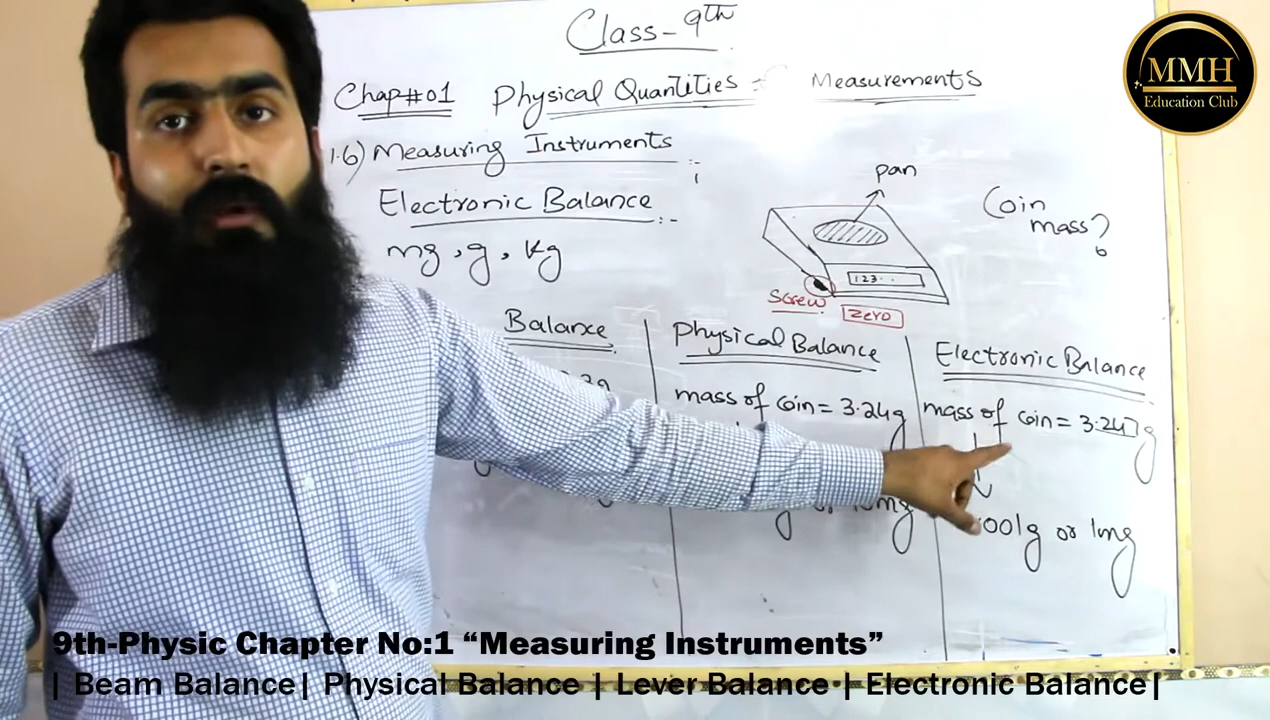 Class-9th
Chap#01 Physical Quantities Measurements
1.6) Measuring Instruments :-
Electronic Balance :-
mg, g, kg
pan
Coin
mass?
123..
Screw
Zero
Balance
Physical Balance
mass of coin = 3.24g
10mg
Electronic Balance
mass of coin = 3.247g
001g or 1mg
MMH
Education Club
9th-Physic Chapter No:1 “Measuring Instruments”
| Beam Balance| Physical Balance | Lever Balance | Electronic Balance|